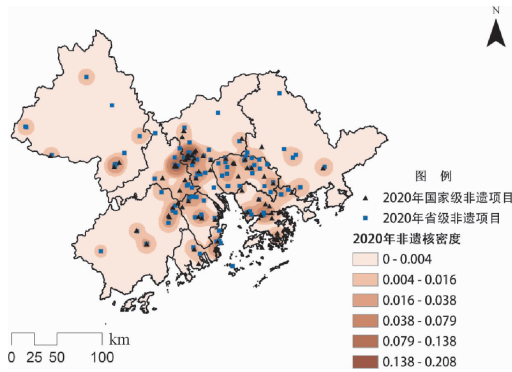 N
图 例
2020年国家级非遗项目
2020年省级非遗项目
2020年非遗核密度
0 - 0.004
0.004 - 0.016
0.016 - 0.038
0.038 - 0.079
0.079 - 0.138
0.138 - 0.208
km
0 25 50 100